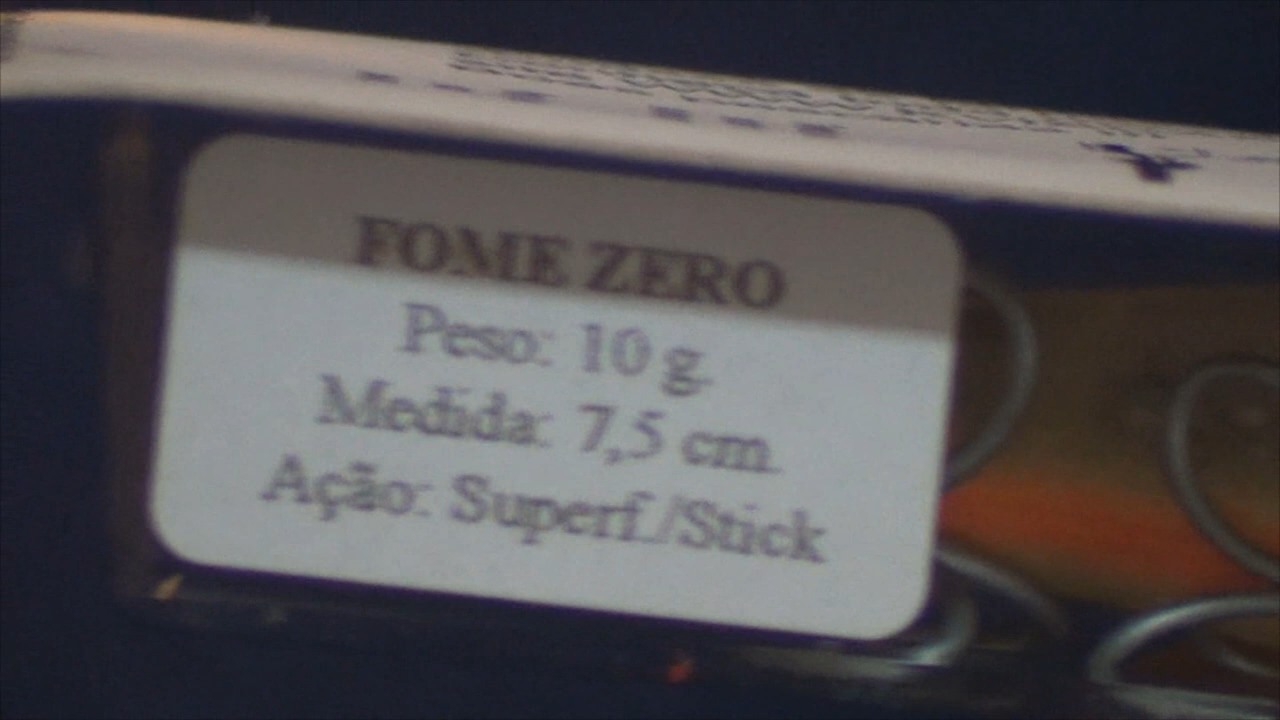 FOME ZERO
Peso: 10 g.
Medida: 7,5 cm.
Ação: Superf./Stick